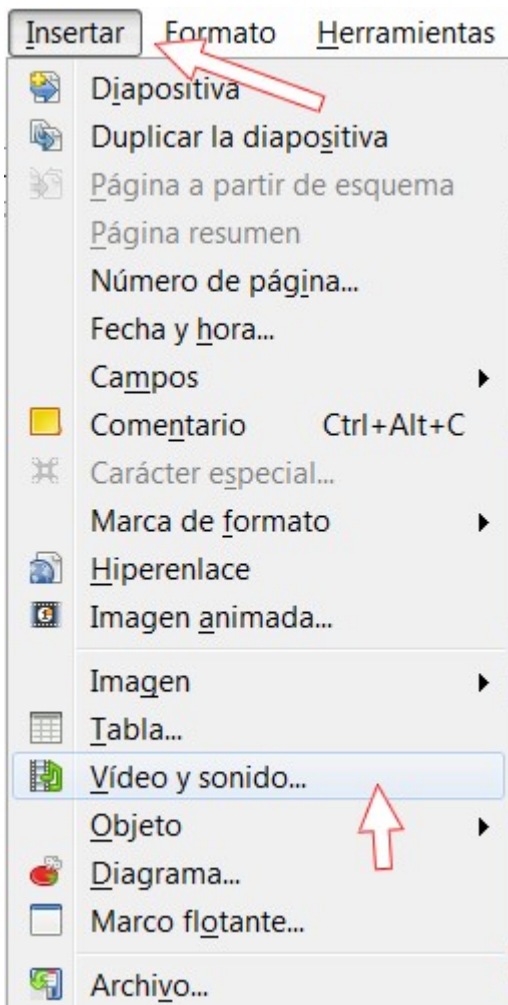 Insertar Formato Herramientas
Diapositiva
Duplicar la diapositiva
Página a partir de esquema
Página resumen
Número de página...
Fecha y hora...
Campos
Comentario Ctrl+Alt+C
Carácter especial...
Marca de formato
Hiperenlace
Imagen animada...
Imagen
Tabla...
Vídeo y sonido...
Objeto
Diagrama...
Marco flotante...
Archivo...